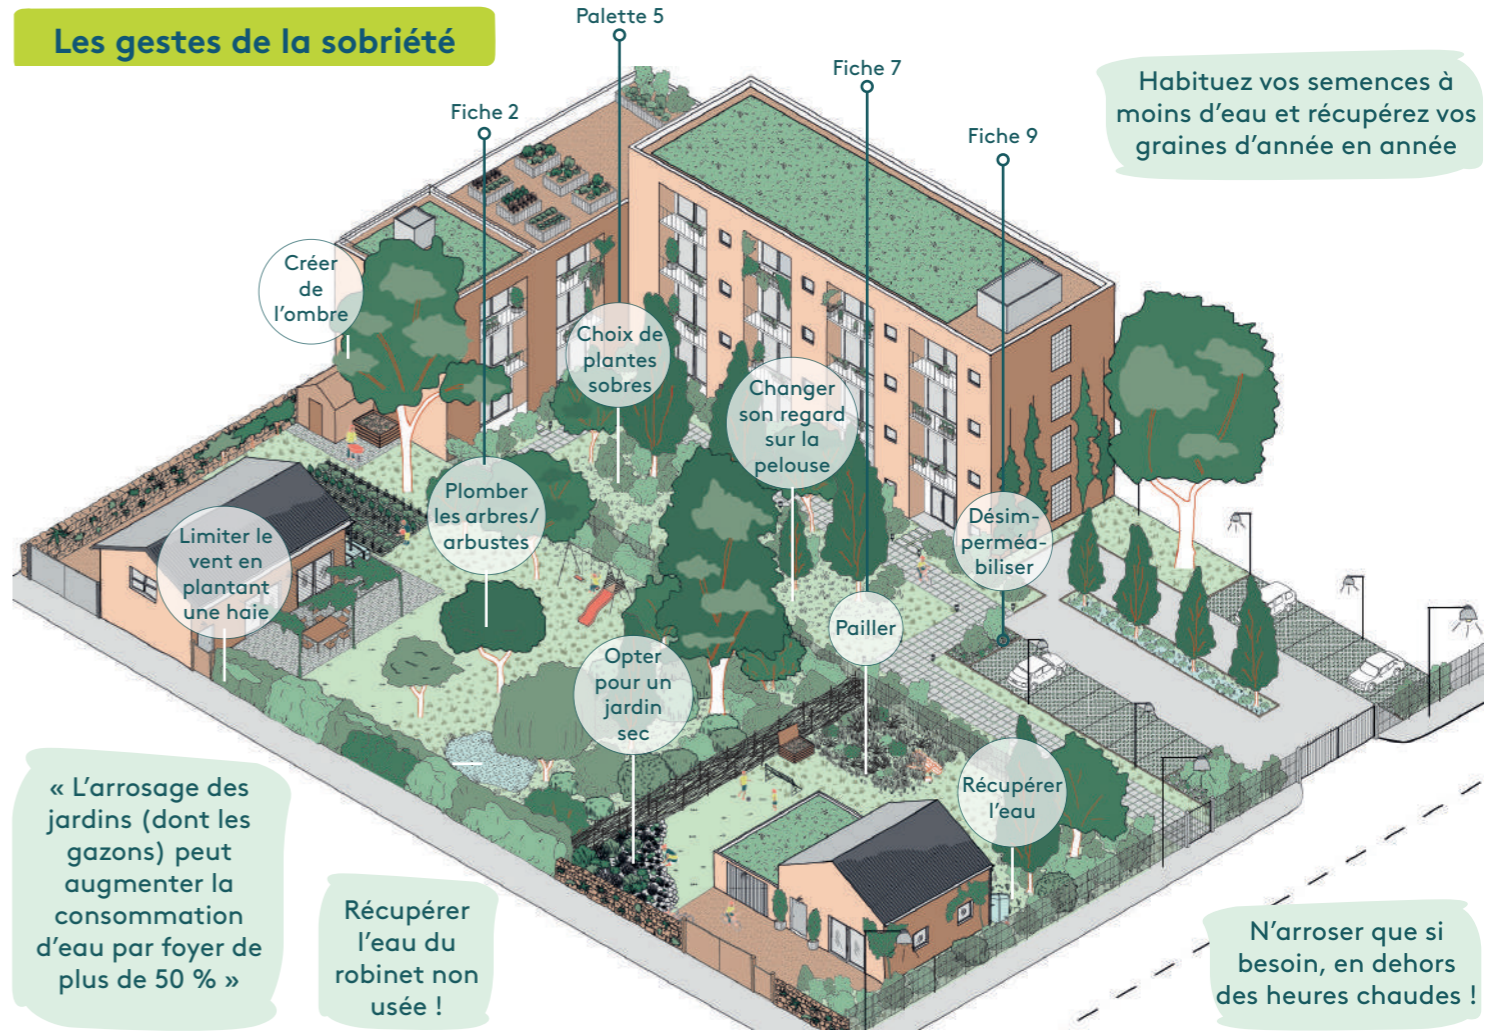 Les gestes de la sobriété
Palette 5
Fiche 7
Fiche 2
Fiche 9
Habituez vos semences à
moins d'eau et récupérez vos
graines d'année en année
Créer
de
l'ombre
Choix de
plantes
sobres
Changer
son regard
sur la
pelouse
Plomber
les arbres/
arbustes
Limiter le
vent en
plantant
une haie
Désim-
perméa-
biliser
Pailler
Opter
pour un
jardin
sec
Récupérer
l'eau
« L'arrosage des
jardins (dont les
gazons) peut
augmenter la
consommation
d'eau par foyer de
plus de 50 % »
Récupérer
l'eau du
robinet non
usée !
N'arroser que si
besoin, en dehors
des heures chaudes !